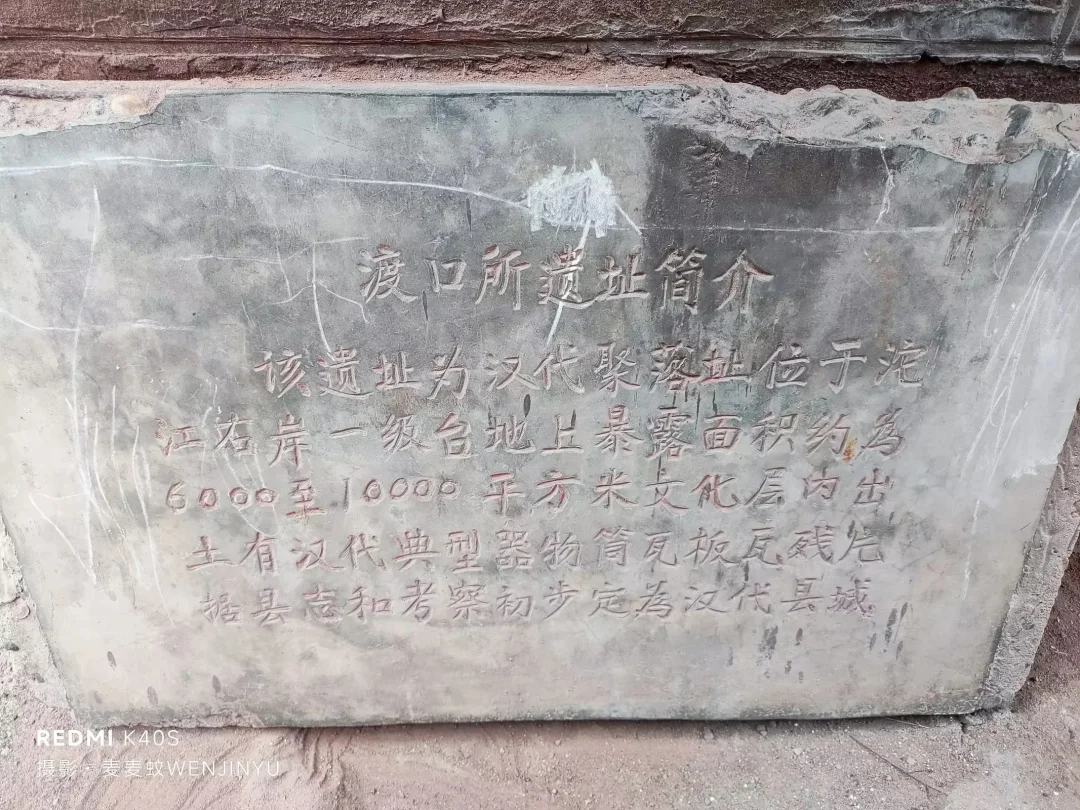 渡口所遗址简介
该遗址为汉代聚落址位于沱
江右岸一级台地上暴露面积约為
6000至10000平方米文化层内出
土有汉代典型器物筒瓦板瓦残片
据县志和考察初步定為汉代县城
REDMI K40S
摄影·麦麦蚊WENJINYU